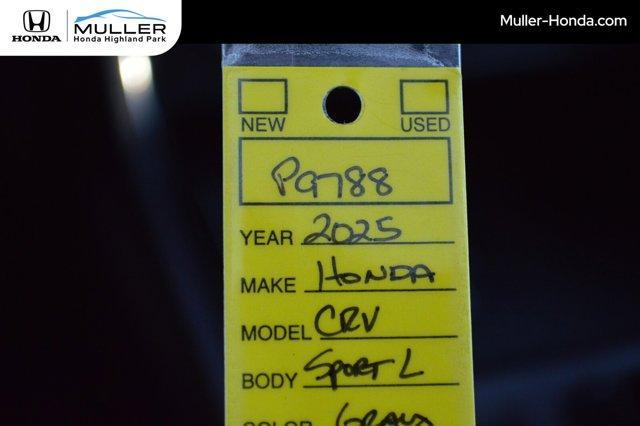 HONDA
MULLER
Honda Highland Park
Muller-Honda.com
NEW USED
P9788
YEAR 2025
MAKE HONDA
MODEL CRV
BODY SPORT L
COLOR